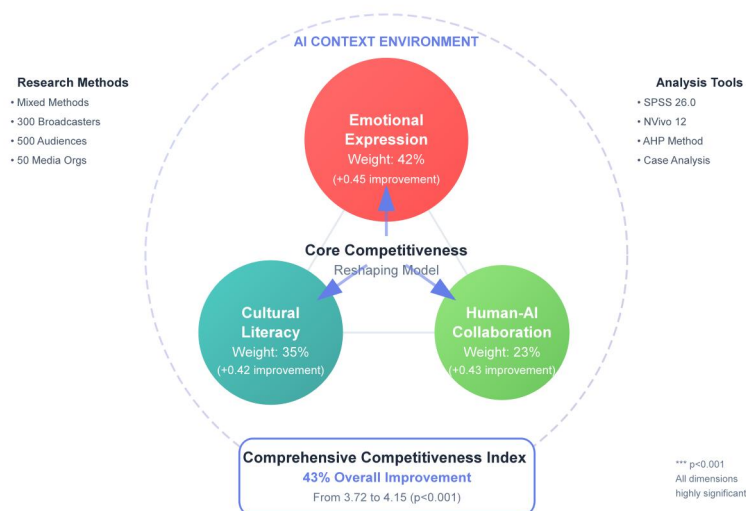 AI CONTEXT ENVIRONMENT
Research Methods
• Mixed Methods
• 300 Broadcasters
• 500 Audiences
• 50 Media Orgs
Analysis Tools
• SPSS 26.0
• NVivo 12
• AHP Method
• Case Analysis
Emotional
Expression
Weight: 42%
(+0.45 improvement)
Core Competitiveness
Reshaping Model
Cultural
Literacy
Weight: 35%
(+0.42 improvement)
Human-AI
Collaboration
Weight: 23%
(+0.43 improvement)
Comprehensive Competitiveness Index
43% Overall Improvement
From 3.72 to 4.15 (p<0.001)
*** p<0.001
All dimensions
highly significant